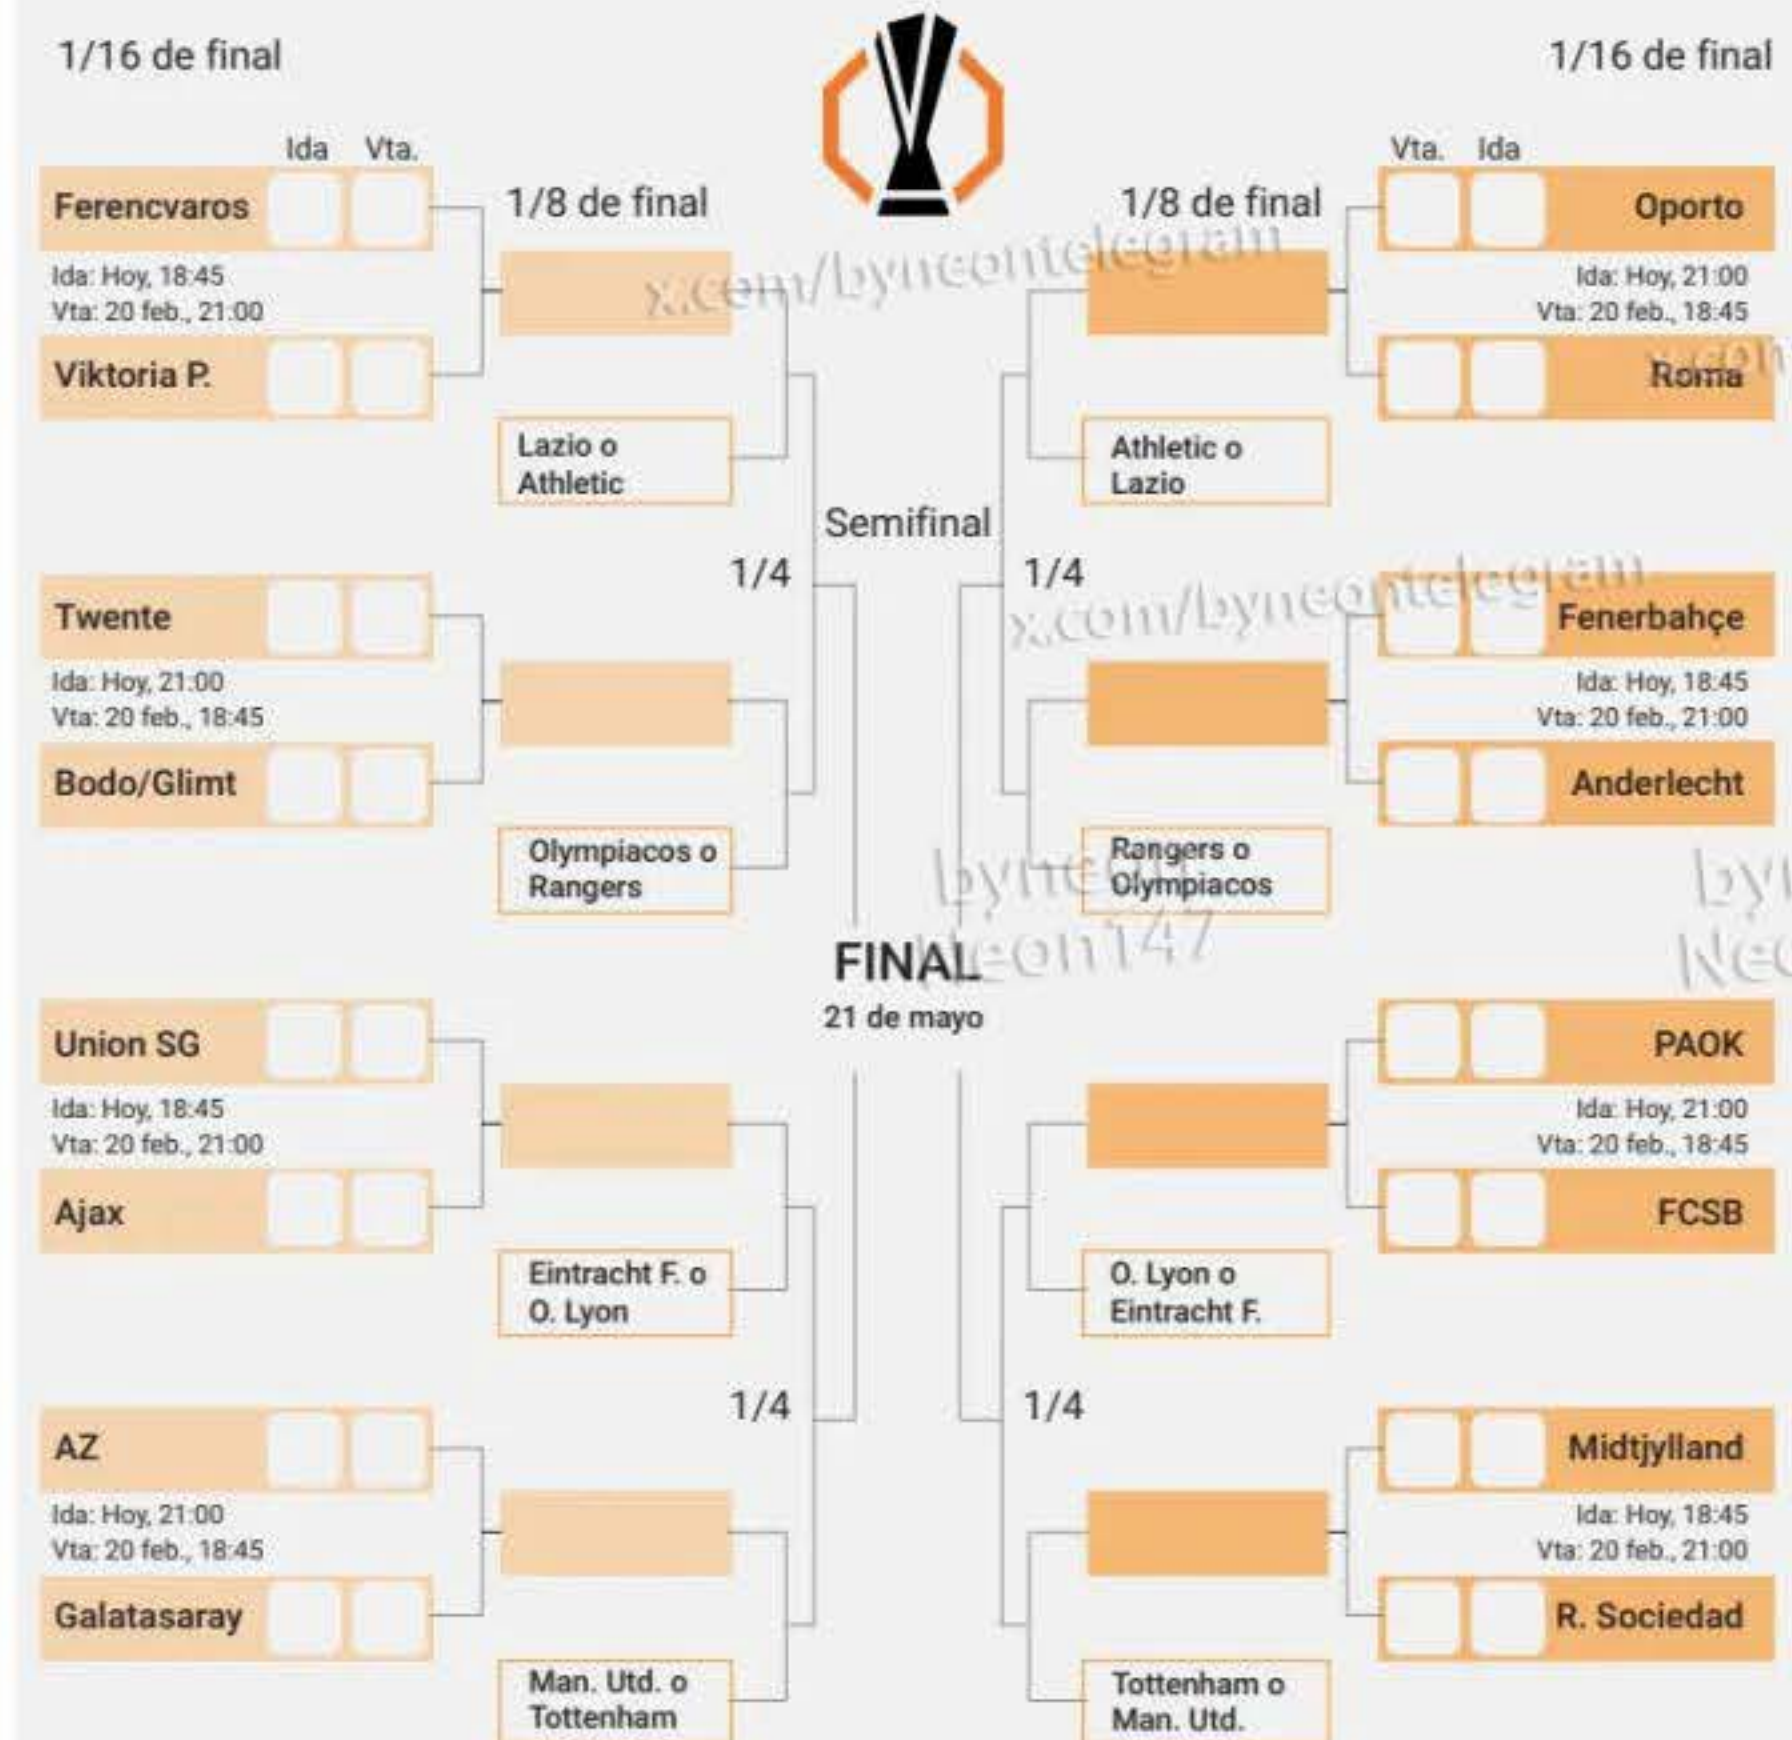 1/16 de final
1/16 de final
Ida Vta.
Vta. Ida
Ferencvaros
1/8 de final
1/8 de final
Oporto
x.com/byneontelegram
Ida: Hoy, 18:45
Vta: 20 feb., 21:00
Ida: Hoy, 21:00
Vta: 20 feb., 18:45
Viktoria P.
Roma
Lazio o
Athletic
Athletic o
Lazio
Semifinal
1/4
1/4
x.com/byneontelegram
Twente
Fenerbahçe
Ida: Hoy, 21:00
Vta: 20 feb., 18:45
Ida: Hoy, 18:45
Vta: 20 feb., 21:00
Bodo/Glimt
Anderlecht
Olympiacos o
Rangers
Rangers o
Olympiacos
byneon
Neon147
FINAL
21 de mayo
Union SG
PAOK
Ida: Hoy, 18:45
Vta: 20 feb., 21:00
Ida: Hoy, 21:00
Vta: 20 feb., 18:45
Ajax
FCSB
Eintracht F. o
O. Lyon
O. Lyon o
Eintracht F.
1/4
1/4
AZ
Midtjylland
Ida: Hoy, 21:00
Vta: 20 feb., 18:45
Ida: Hoy, 18:45
Vta: 20 feb., 21:00
Galatasaray
R. Sociedad
Man. Utd. o
Tottenham
Tottenham o
Man. Utd.